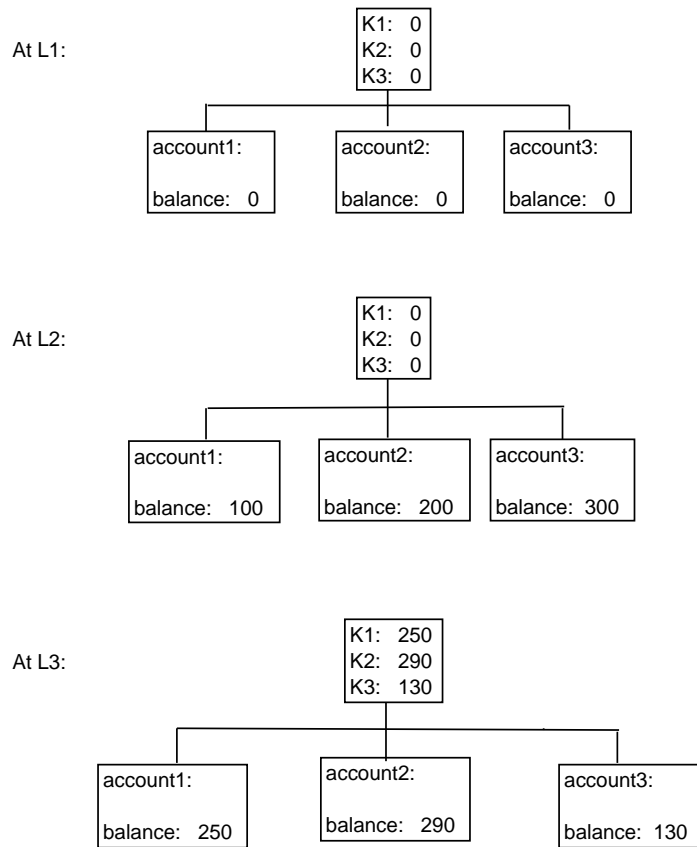 At L1:
K1: 0
K2: 0
K3: 0
account1:
balance: 0
account2:
balance: 0
account3:
balance: 0
At L2:
K1: 0
K2: 0
K3: 0
account1:
balance: 100
account2:
balance: 200
account3:
balance: 300
At L3:
K1: 250
K2: 290
K3: 130
account1:
balance: 250
account2:
balance: 290
account3:
balance: 130